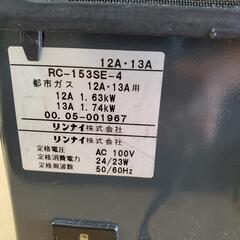 12A・13A
RC-153SE-4
都市ガス 12A・13A用
12A 1.63kW
13A 1.74kW
00.05-001967
リンナイ株式会社
リンナイ株式会社
定格電圧 AC 100V
定格消費電力 24/23W
定格周波数 50/60Hz